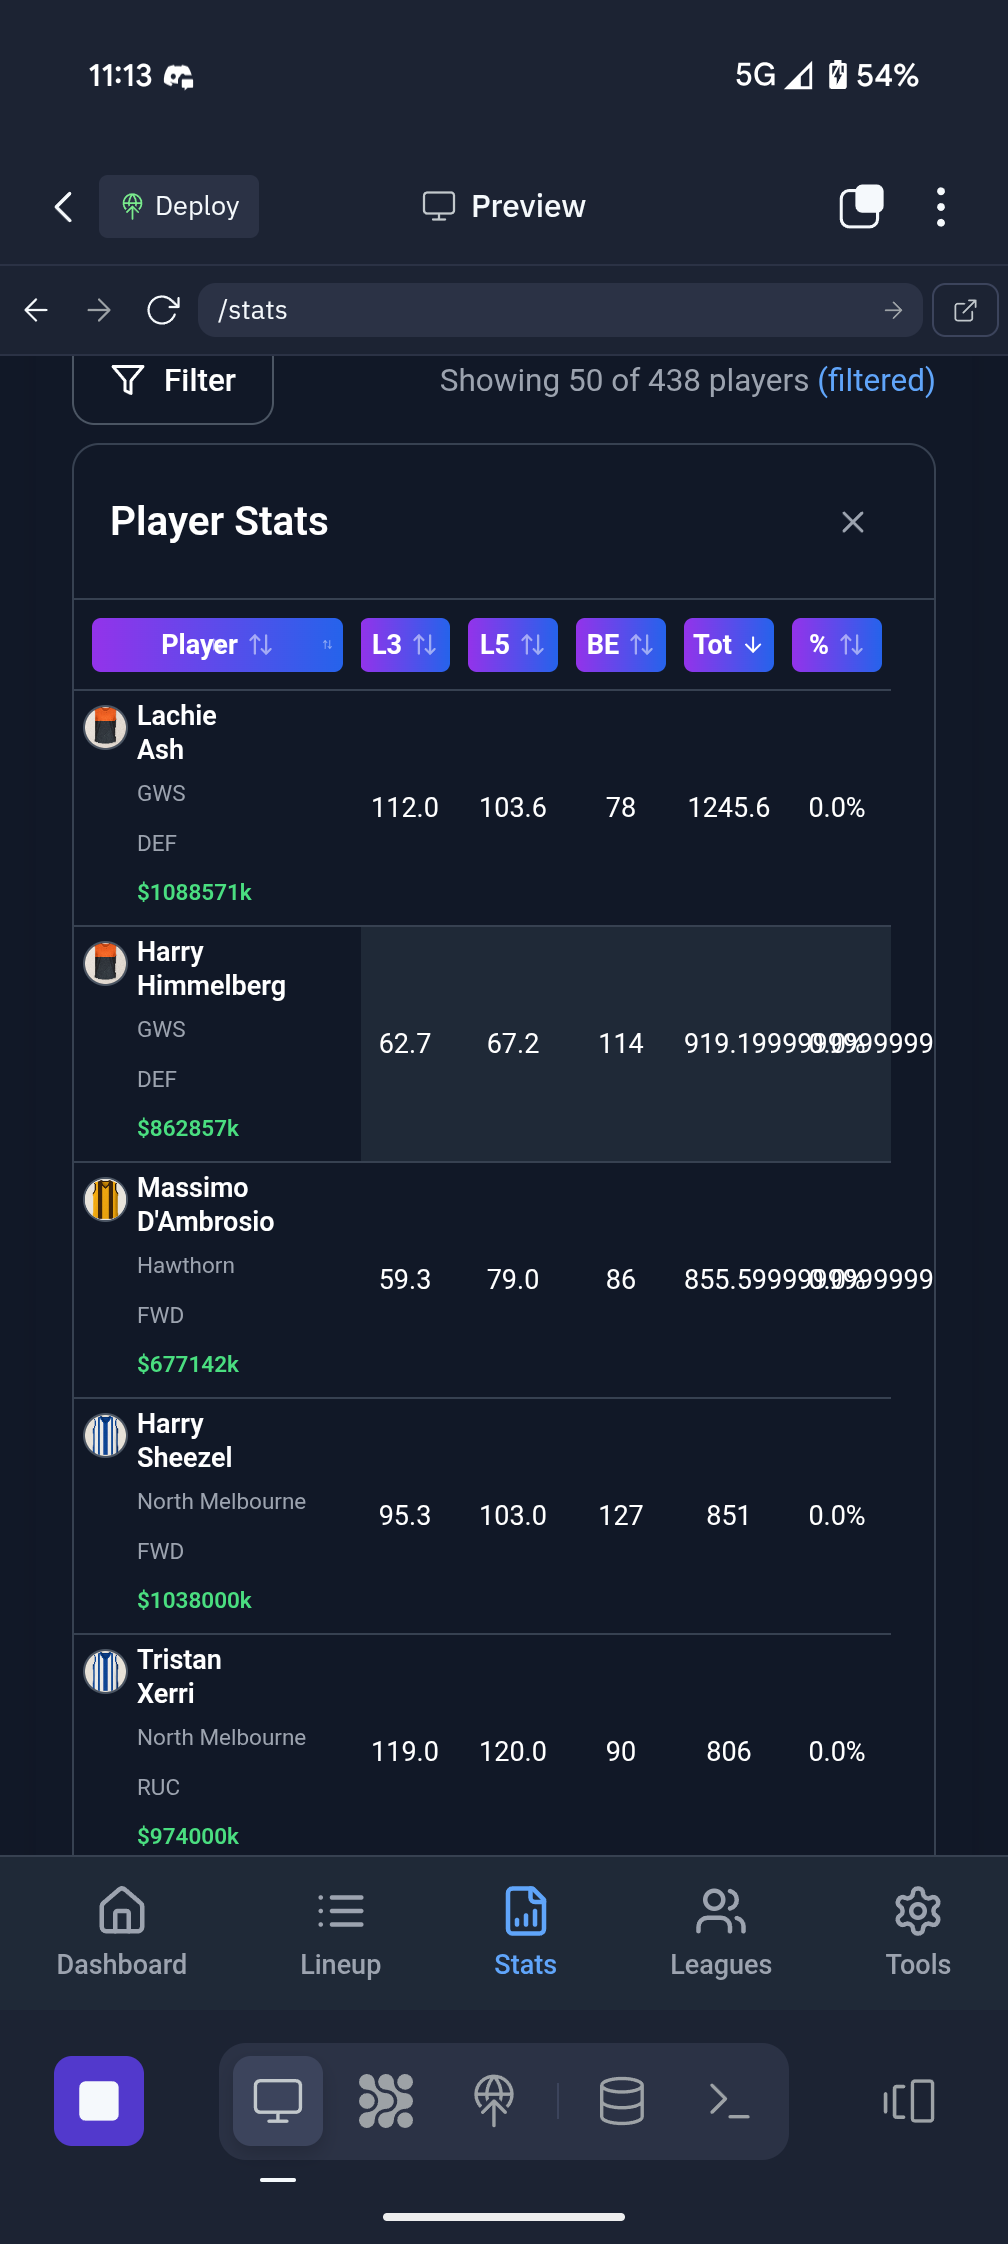 11:13
5G 54%
Deploy
Preview
/stats
Filter
Showing 50 of 438 players (filtered)
Player Stats
Player L3 L5 BE Tot %
Lachie
Ash
GWS
DEF
$1088571k
112.0 103.6 78 1245.6 0.0%
Harry
Himmelberg
GWS
DEF
$862857k
62.7 67.2 114 0.0%
Massimo
D'Ambrosio
Hawthorn
FWD
$677142k
59.3 79.0 86 0.0%
Harry
Sheezel
North Melbourne
FWD
$1038000k
95.3 103.0 127 851 0.0%
Tristan
Xerri
North Melbourne
RUC
$974000k
119.0 120.0 90 806 0.0%
Dashboard Lineup Stats Leagues Tools